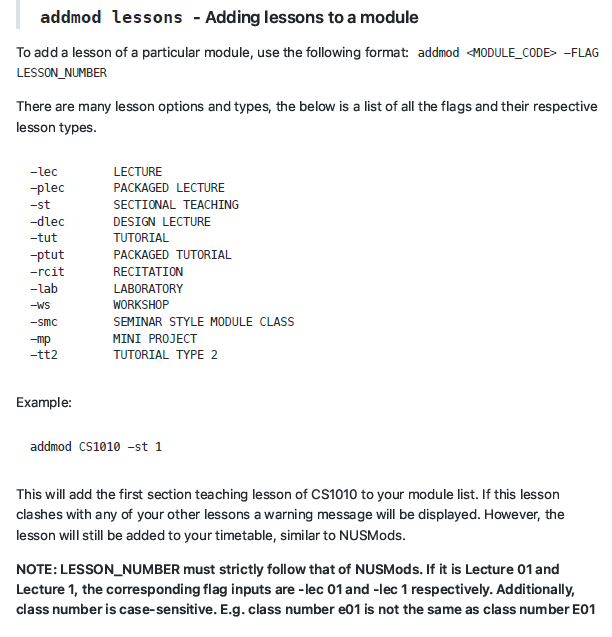 addmod lessons - Adding lessons to a module
To add a lesson of a particular module, use the following format: addmod <MODULE_CODE> –FLAG
LESSON_NUMBER
There are many lesson options and types, the below is a list of all the flags and their respective
lesson types.
–lec LECTURE
–plec PACKAGED LECTURE
–st SECTIONAL TEACHING
–dlec DESIGN LECTURE
–tut TUTORIAL
–ptut PACKAGED TUTORIAL
–rcit RECITATION
–lab LABORATORY
–ws WORKSHOP
–smc SEMINAR STYLE MODULE CLASS
–mp MINI PROJECT
–tt2 TUTORIAL TYPE 2
Example:
addmod CS1010 –st 1
This will add the first section teaching lesson of CS1010 to your module list. If this lesson
clashes with any of your other lessons a warning message will be displayed. However, the
lesson will still be added to your timetable, similar to NUSMods.
NOTE: LESSON_NUMBER must strictly follow that of NUSMods. If it is Lecture 01 and
Lecture 1, the corresponding flag inputs are -lec 01 and -lec 1 respectively. Additionally,
class number is case-sensitive. E.g. class number e01 is not the same as class number E01